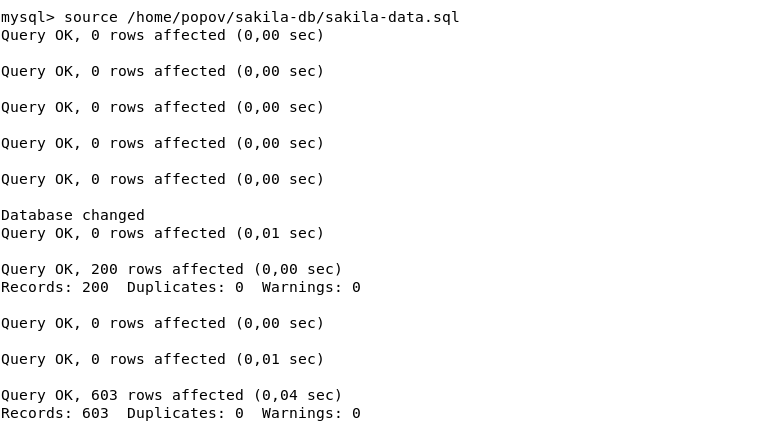 mysql> source /home/popov/sakila-db/sakila-data.sql
Query OK, 0 rows affected (0,00 sec)
Query OK, 0 rows affected (0,00 sec)
Query OK, 0 rows affected (0,00 sec)
Query OK, 0 rows affected (0,00 sec)
Query OK, 0 rows affected (0,00 sec)
Database changed
Query OK, 0 rows affected (0,01 sec)
Query OK, 200 rows affected (0,00 sec)
Records: 200  Duplicates: 0  Warnings: 0
Query OK, 0 rows affected (0,00 sec)
Query OK, 0 rows affected (0,01 sec)
Query OK, 603 rows affected (0,04 sec)
Records: 603  Duplicates: 0  Warnings: 0